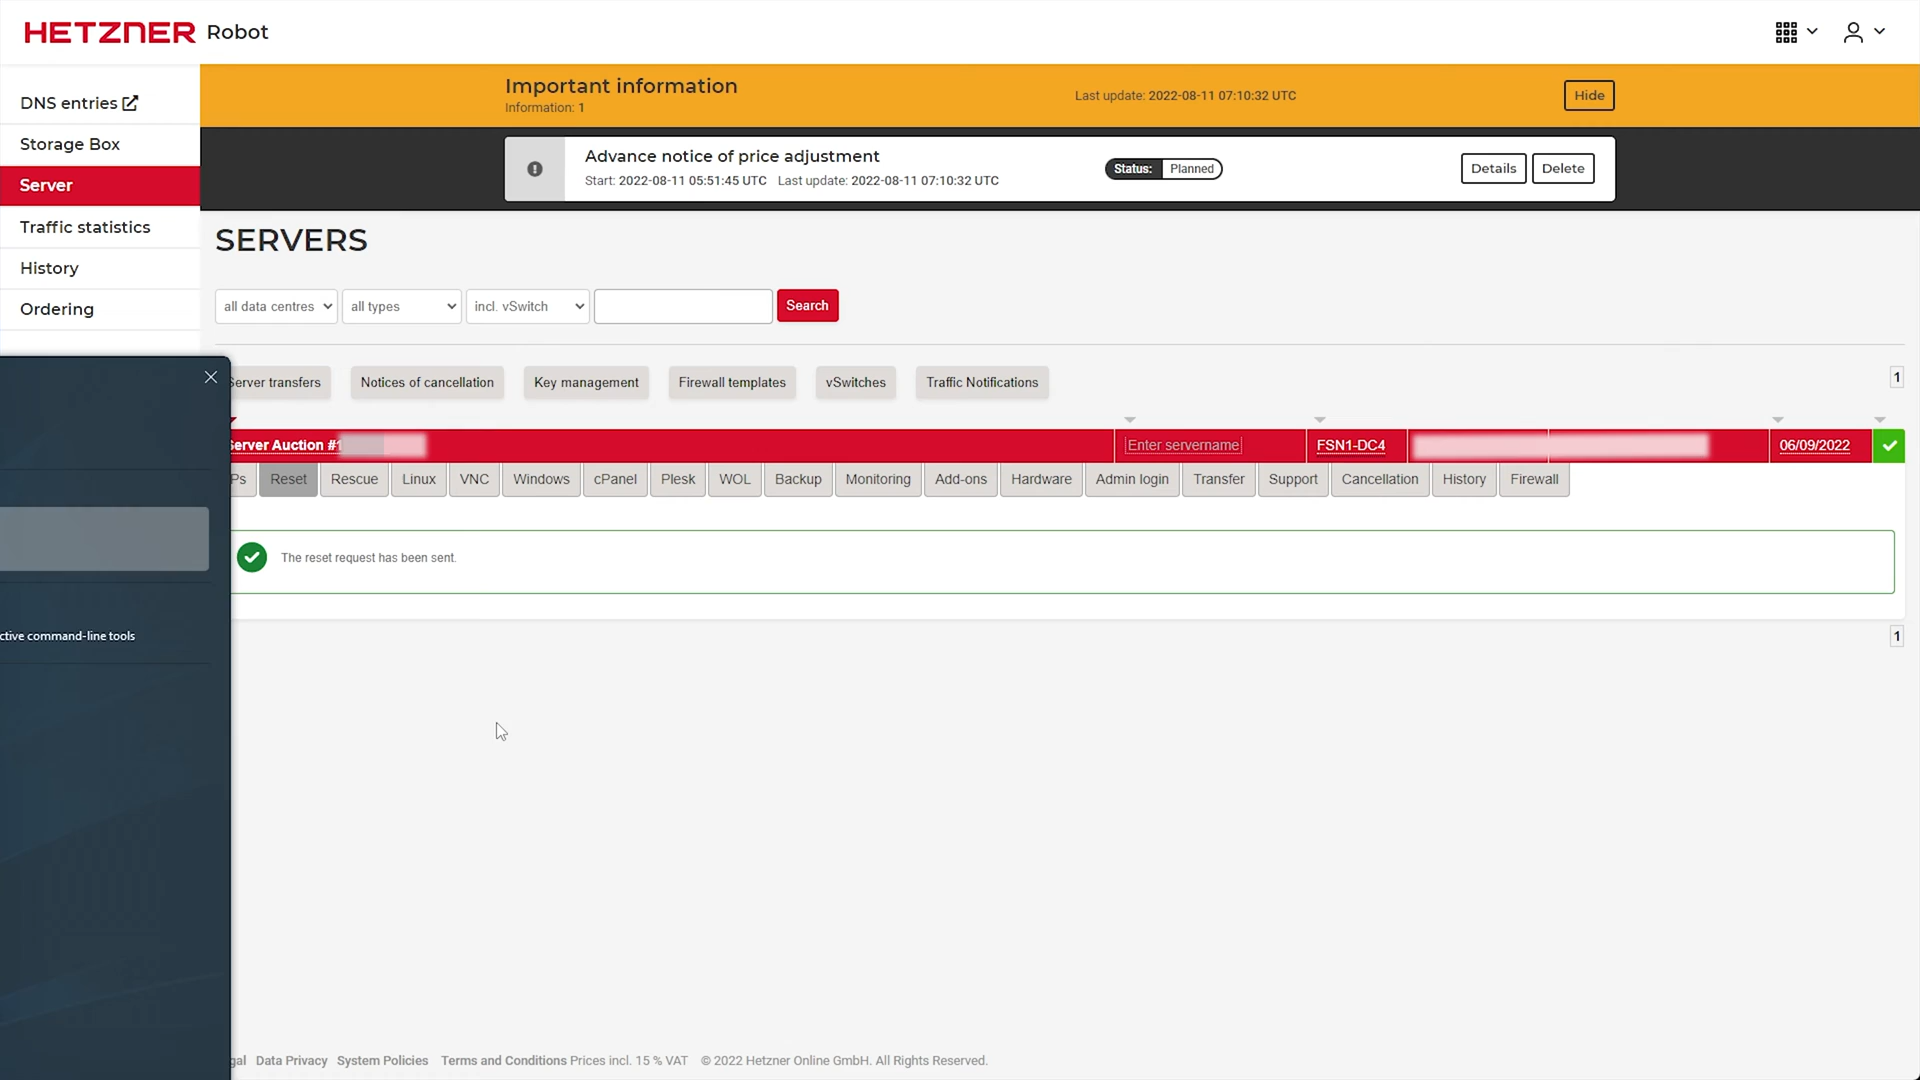 HETZNER Robot
DNS entries
Storage Box
Server
Traffic statistics
History
Ordering
Important information
Information: 1
Last update: 2022-08-11 07:10:32 UTC
Hide
Advance notice of price adjustment
Start: 2022-08-11 05:51:45 UTC Last update: 2022-08-11 07:10:32 UTC
Status: Planned
Details Delete
SERVERS
all data centres all types incl. vSwitch Search
Server transfers Notices of cancellation Key management Firewall templates vSwitches Traffic Notifications 1
Server Auction #1 Enter servername FSN1-DC4 06/09/2022
Ps Reset Rescue Linux VNC Windows cPanel Plesk WOL Backup Monitoring Add-ons Hardware Admin login Transfer Support Cancellation History Firewall
The reset request has been sent.
ctive command-line tools
1
gal Data Privacy System Policies Terms and Conditions Prices incl. 15 % VAT © 2022 Hetzner Online GmbH. All Rights Reserved.